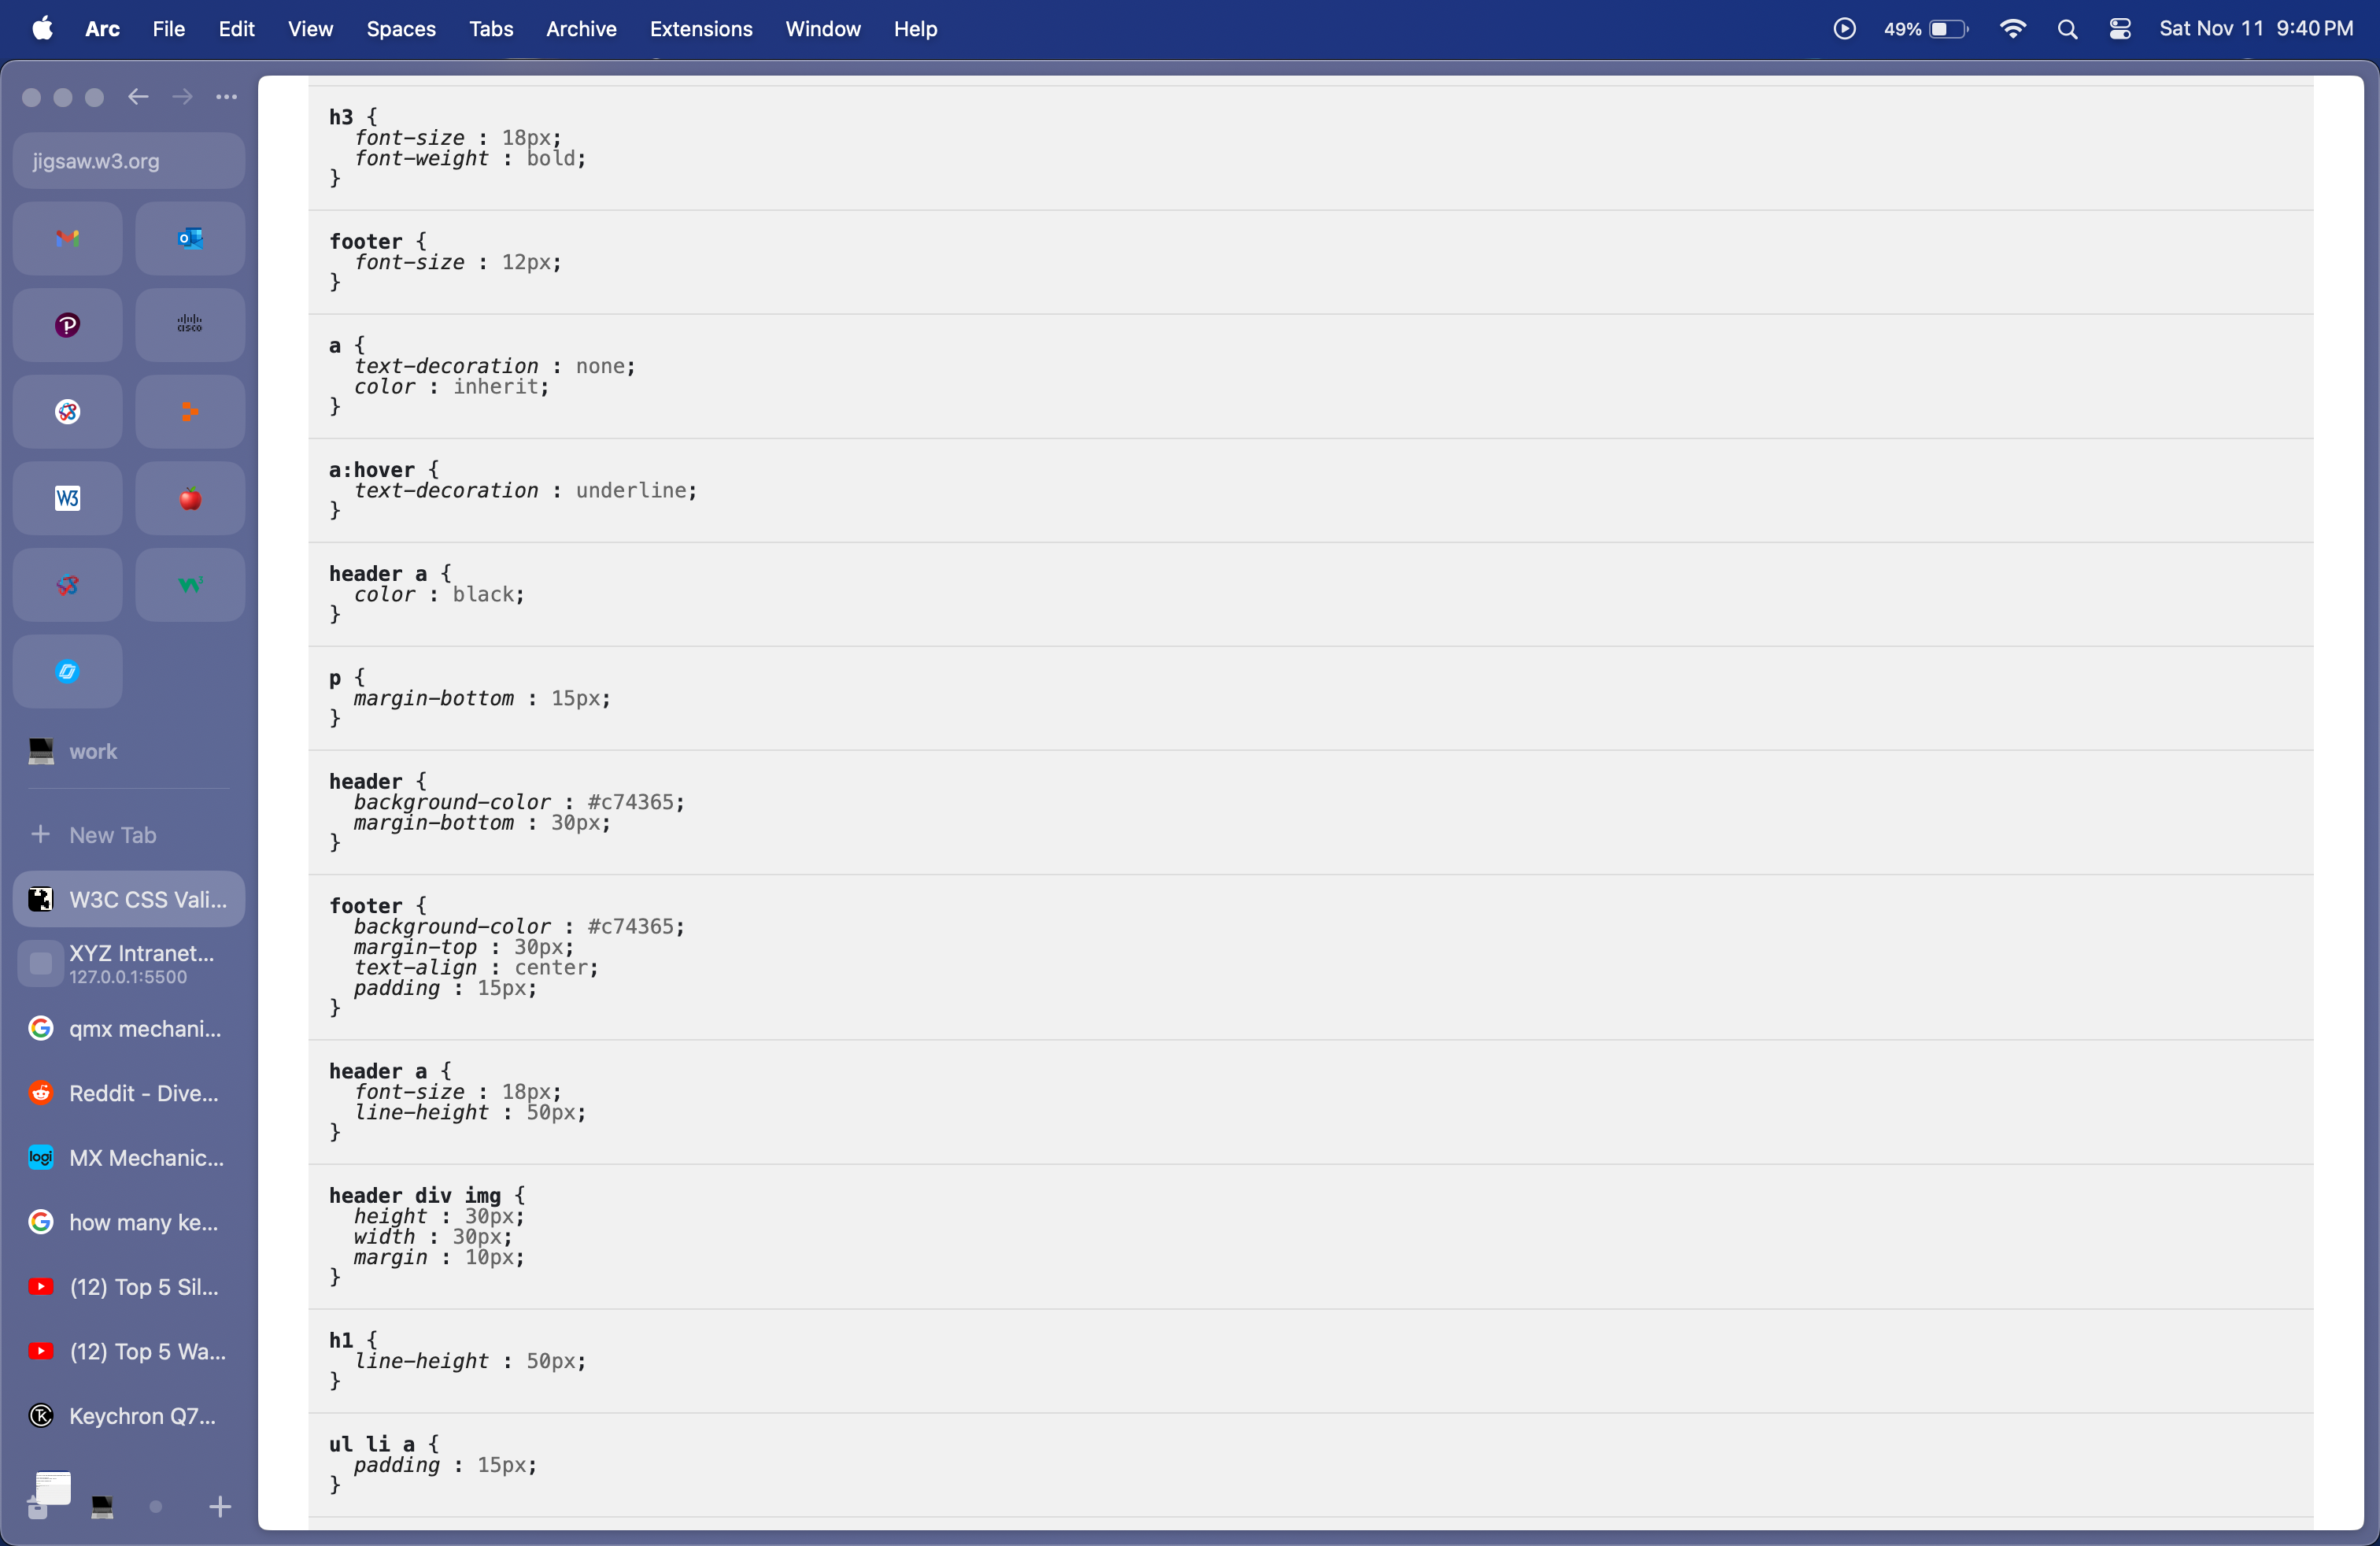 Arc File Edit View Spaces Tabs Archive Extensions Window Help 49% Sat Nov 11 9:40 PM
jigsaw.w3.org
CISCO
W3
work
New Tab
W3C CSS Vali...
XYZ Intranet...
127.0.0.1:5500
qmx mechani...
Reddit - Dive...
logi MX Mechanic...
how many ke...
(12) Top 5 Sil...
(12) Top 5 Wa...
Keychron Q7...
h3 {
font-size : 18px;
font-weight : bold;
}
footer {
font-size : 12px;
}
a {
text-decoration : none;
color : inherit;
}
a:hover {
text-decoration : underline;
}
header a {
color : black;
}
p {
margin-bottom : 15px;
}
header {
background-color : #c74365;
margin-bottom : 30px;
}
footer {
background-color : #c74365;
margin-top : 30px;
text-align : center;
padding : 15px;
}
header a {
font-size : 18px;
line-height : 50px;
}
header div img {
height : 30px;
width : 30px;
margin : 10px;
}
h1 {
line-height : 50px;
}
ul li a {
padding : 15px;
}